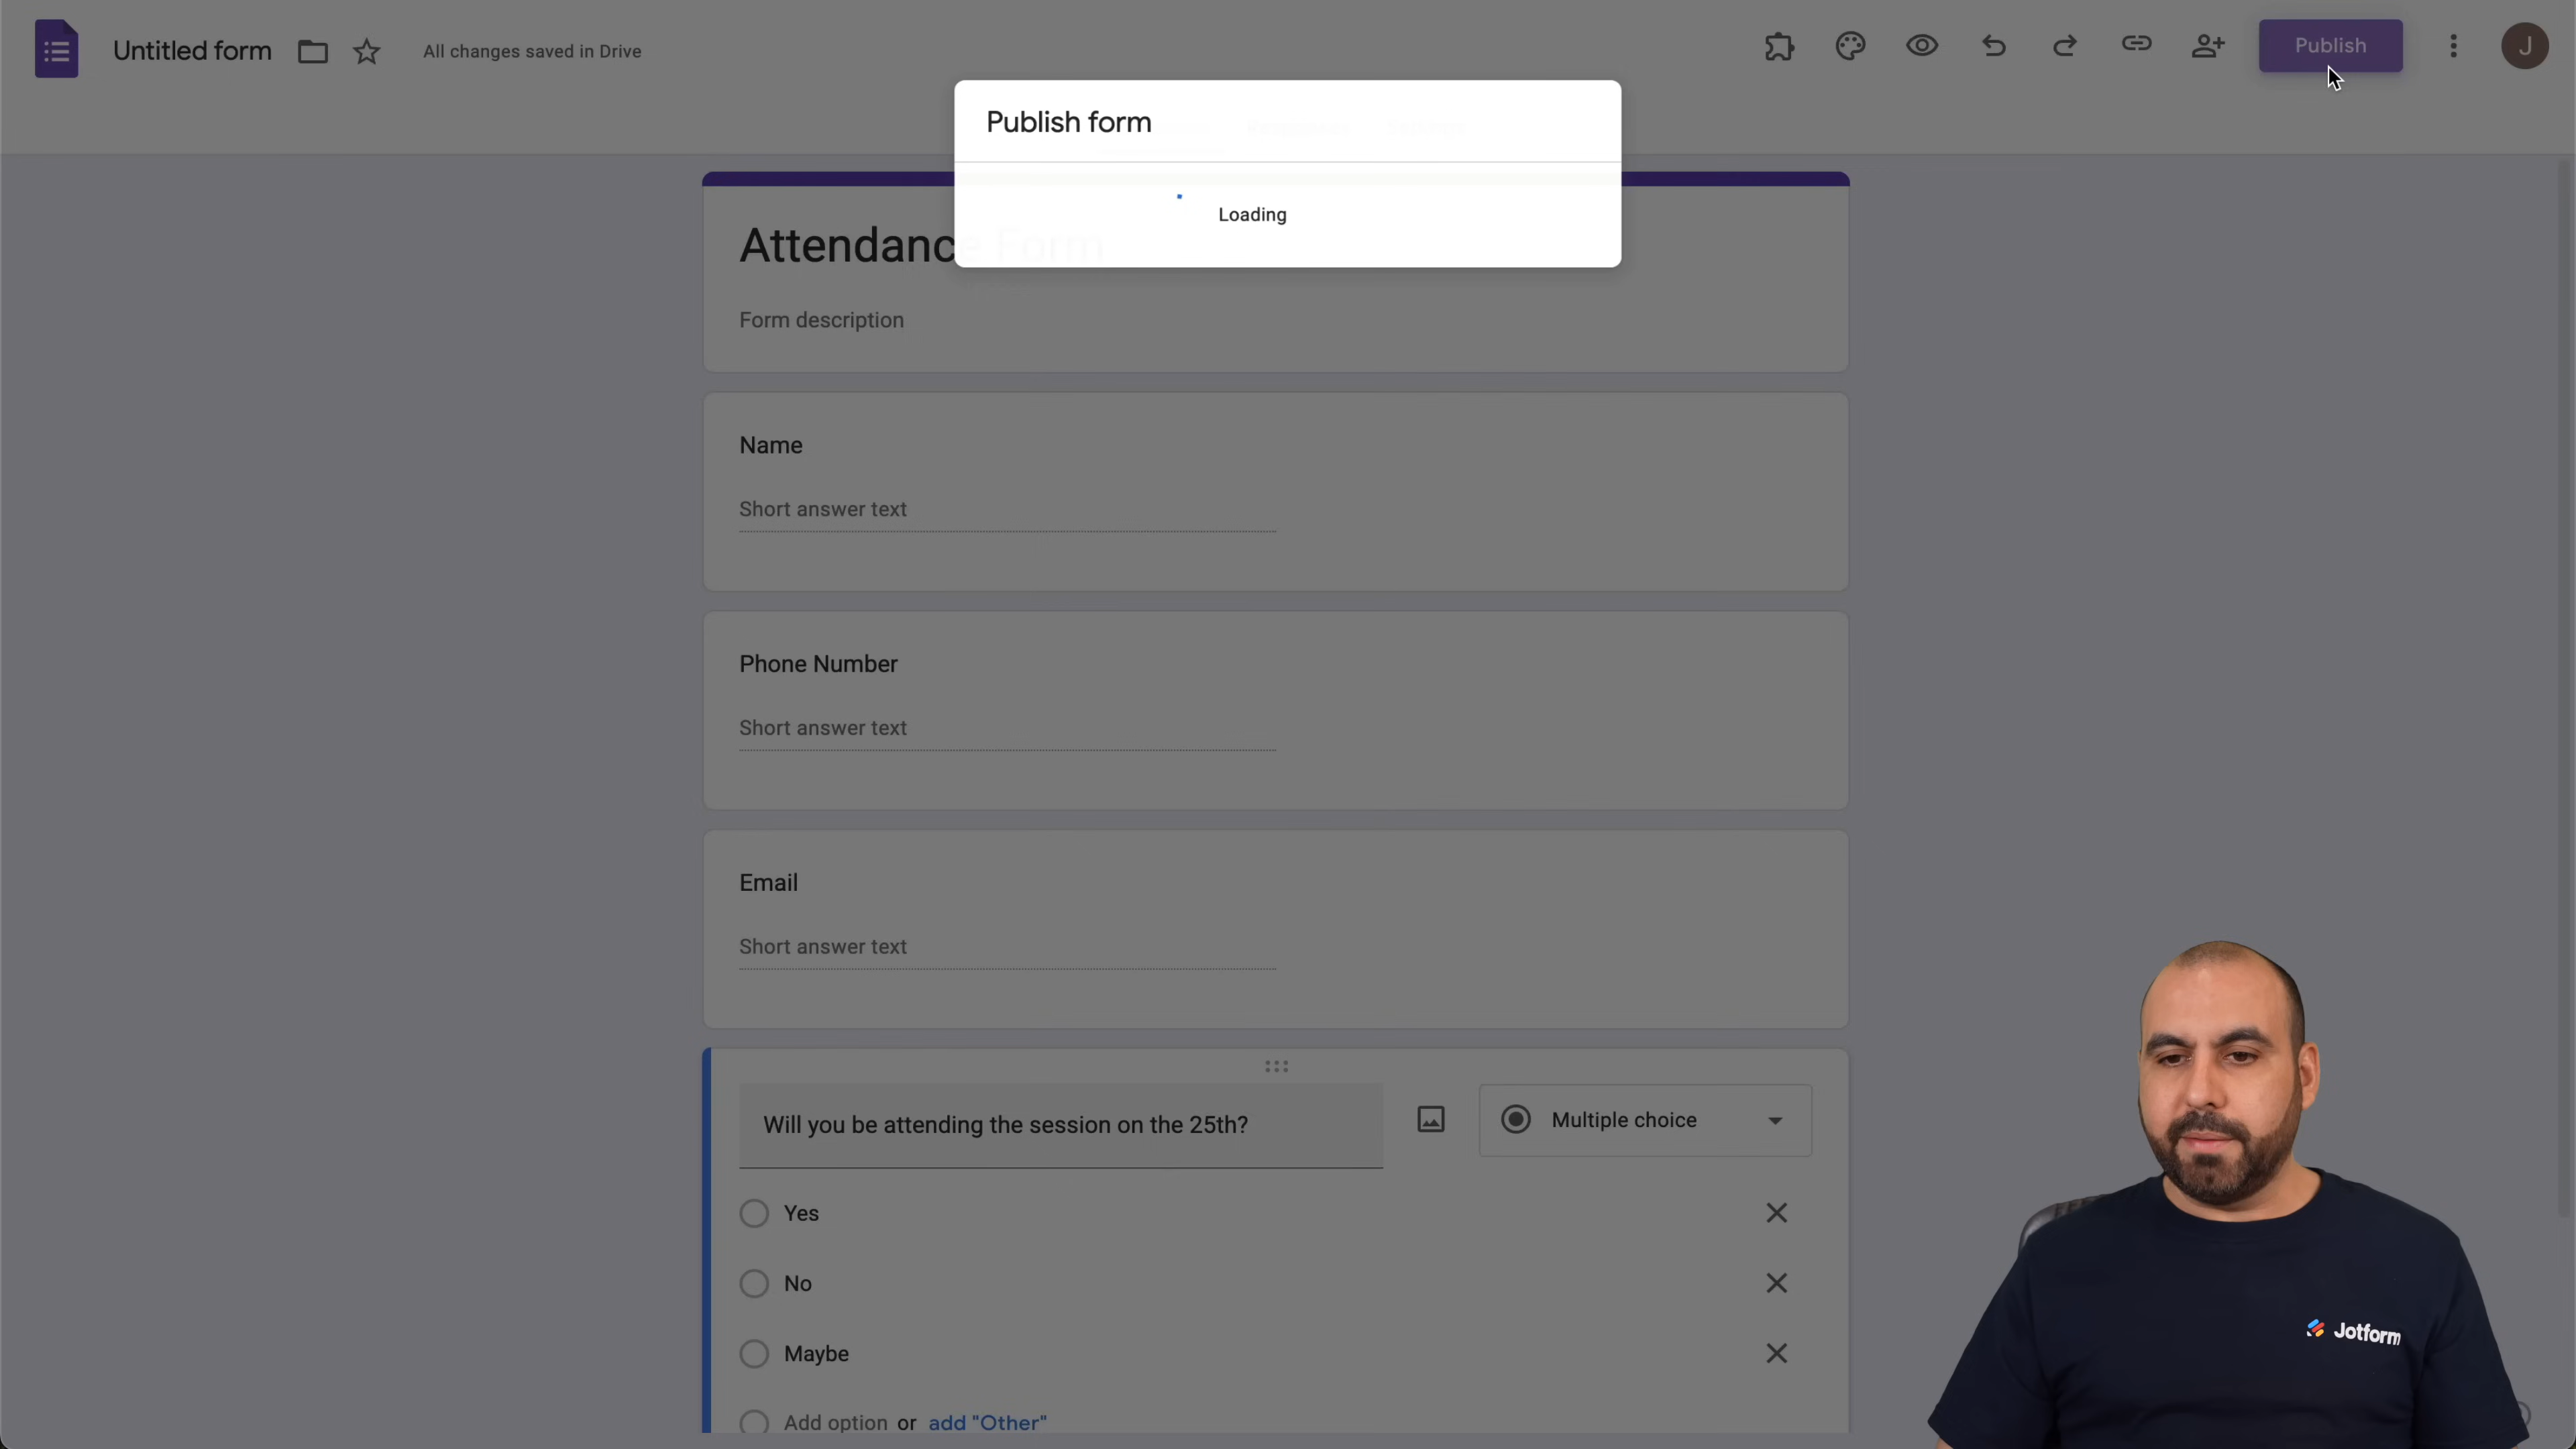 Untitled form
All changes saved in Drive
Publish
J
Publish form
Loading
Attendance Form
Form description
Name
Short answer text
Phone Number
Short answer text
Email
Short answer text
Will you be attending the session on the 25th?
Multiple choice
Yes
No
Maybe
Add option or add "Other"
Jotform